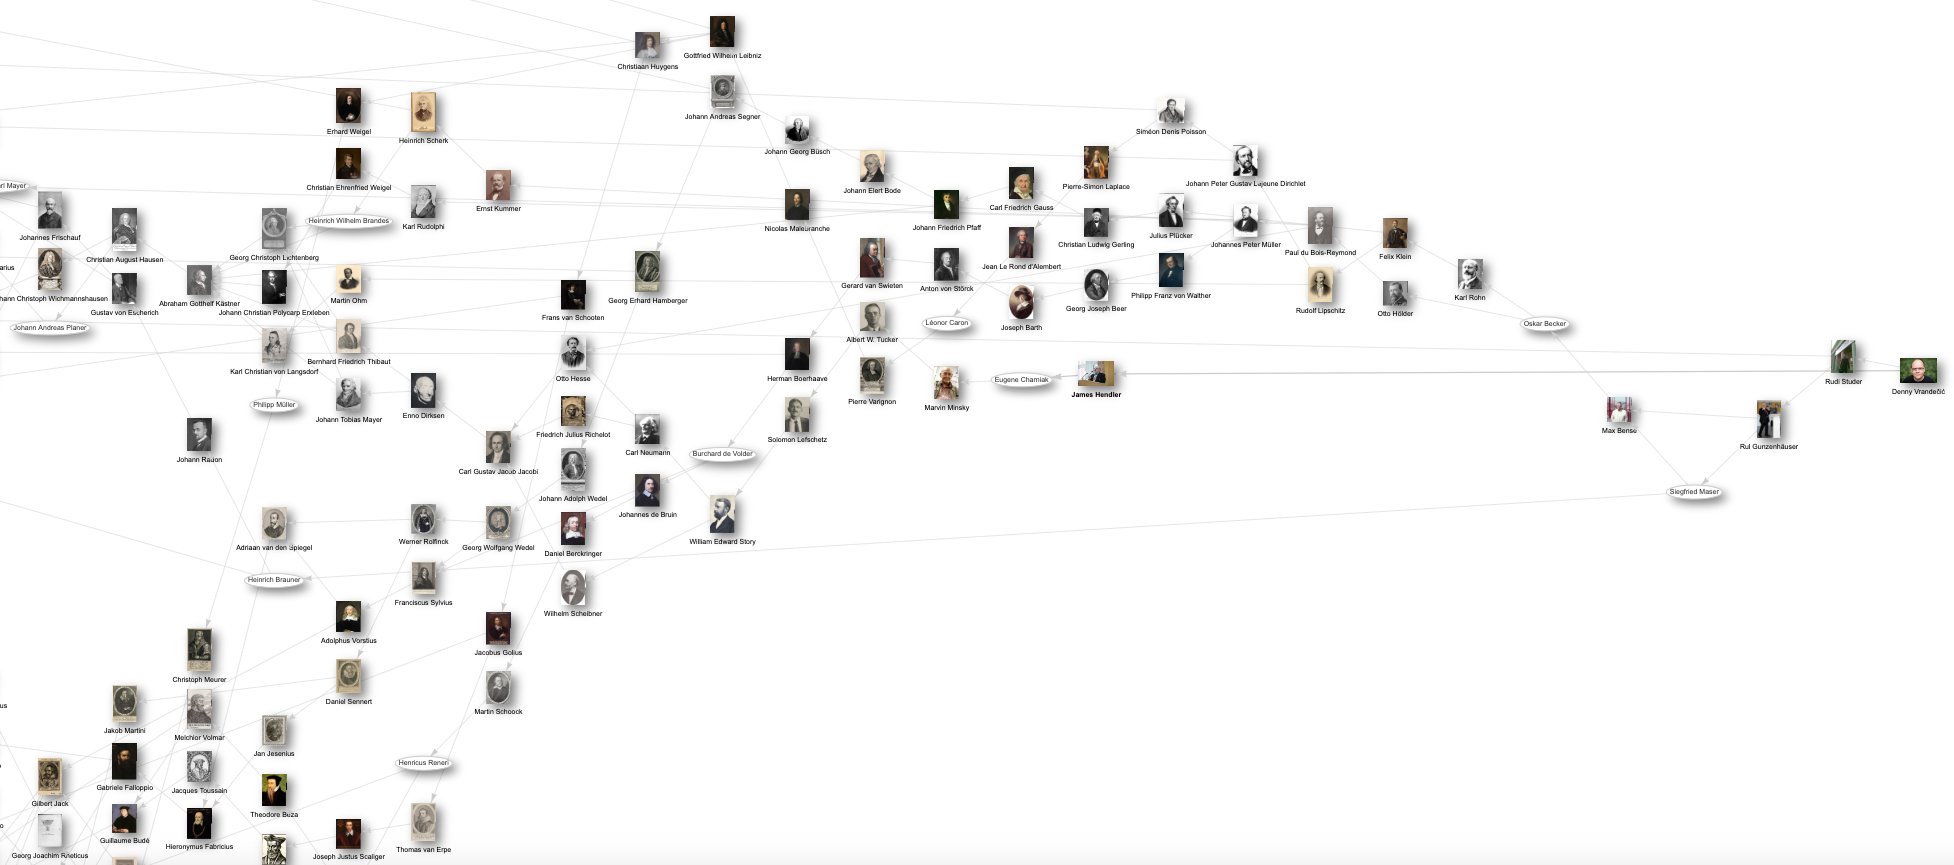 Gottfried Wilhelm Leibniz
Christiaan Huygens
Johann Andreas Segner
Erhard Weigel
Heinrich Scherk
Siméon Denis Poisson
Johann Georg Büsch
Christian Ehrenfried Weigel
Johann Elert Bode
Pierre-Simon Laplace
Johann Peter Gustav Lejeune Dirichlet
rl Mayer
Ernst Kummer
Carl Friedrich Gauss
Heinrich Wilhelm Brandes
Karl Rudolphi
Nicolas Malebranche
Johann Friedrich Pfaff
Johannes Frischauf
Christian Ludwig Gerling
Julius Plücker
Johannes Peter Müller
Paul du Bois-Reymond
Felix Klein
Christian August Hausen
Georg Christoph Lichtenberg
Jean Le Rond d'Alembert
arius
Gerard van Swieten
Anton von Störck
hann Christoph Wichmannshausen
Abraham Gotthelf Kästner
Martin Ohm
Georg Erhard Hamberger
Philipp Franz von Walther
Karl Rohn
Gustav von Escherich
Johann Christian Polycarp Erxleben
Frans van Schooten
Georg Joseph Beer
Rudolf Lipschitz
Otto Hölder
Johann Andreas Planer
Léonor Caron
Joseph Barth
Oskar Becker
Albert W. Tucker
Bernhard Friedrich Thibaut
Karl Christian von Langsdorf
Otto Hesse
Herman Boerhaave
Eugene Charniak
Rudi Studer
Denny Vrandečić
James Hendler
Philipp Müller
Johann Tobias Mayer
Enno Dirksen
Pierre Varignon
Marvin Minsky
Friedrich Julius Richelot
Solomon Lefschetz
Max Bense
Rul Gunzenhäuser
Johann Radon
Carl Neumann
Burchard de Volder
Carl Gustav Jacob Jacobi
Johann Adolph Wedel
Siegfried Maser
Johannes de Bruin
Adriaan van den Spiegel
Werner Rolfinck
Georg Wolfgang Wedel
Daniel Berckringer
William Edward Story
Heinrich Brauner
Franciscus Sylvius
Wilhelm Scheibner
Adolphus Vorstius
Jacobus Golius
Christoph Meurer
Daniel Sennert
us
Martin Schoock
Jakob Martini
Melchior Volmar
Jan Jesenius
Henricus Reneri
Gabriele Falloppio
Jacques Toussain
Gilbert Jack
Theodore Beza
o
Guillaume Budé
Hieronymus Fabricius
Thomas van Erpe
Georg Joachim Rheticus
Joseph Justus Scaliger